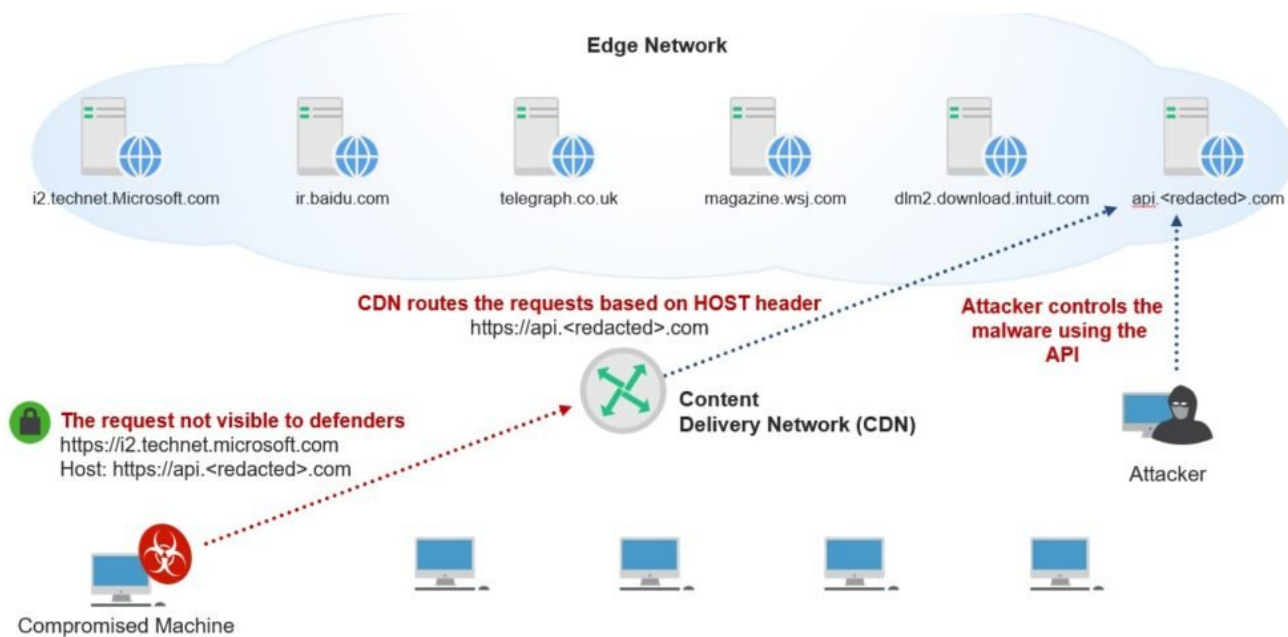 Edge Network
i2.technet.Microsoft.com
ir.baidu.com
telegraph.co.uk
magazine.wsj.com
dlm2.download.intuit.com
api.<redacted>.com
CDN routes the requests based on HOST header
https://api.<redacted>.com
Attacker controls the
malware using the
API
The request not visible to defenders
https://i2.technet.microsoft.com
Host: https://api.<redacted>.com
Content
Delivery Network (CDN)
Attacker
Compromised Machine